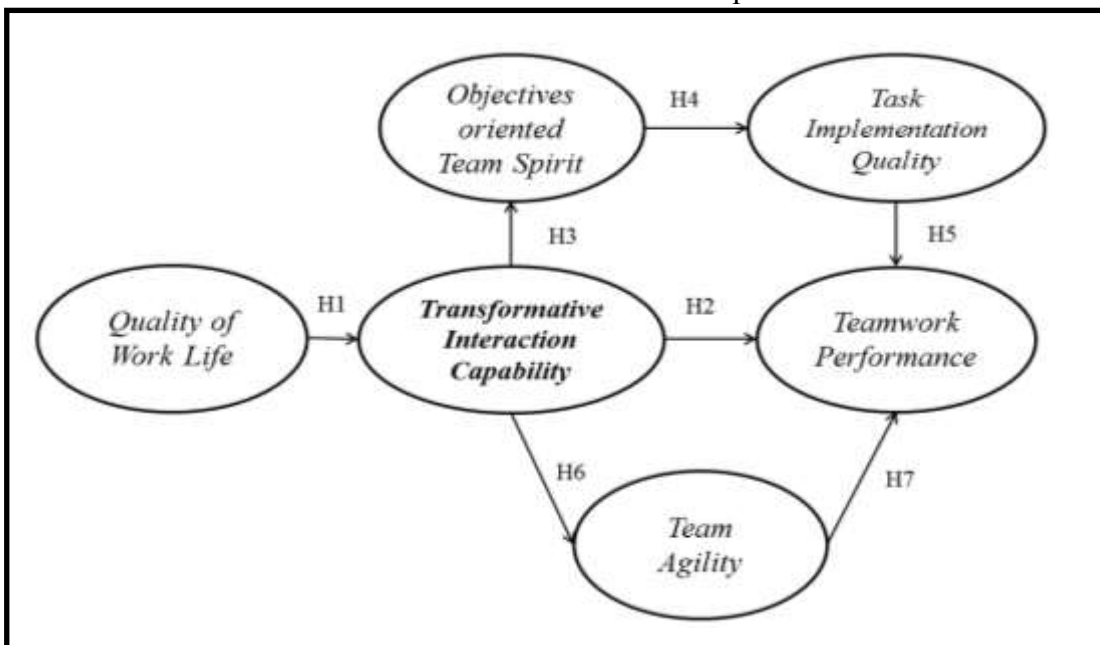 Objectives
oriented
Team Spirit
H4
Task
Implementation
Quality
H3
H5
Quality of
Work Life
H1
Transformative
Interaction
Capability
H2
Teamwork
Performance
H6
H7
Team
Agility